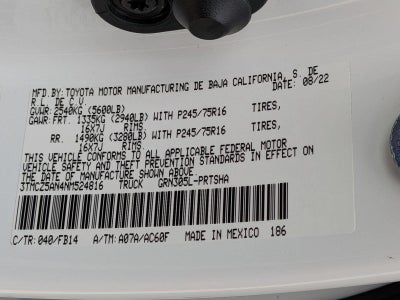 MFD.BY:TOYOTA MOTOR MANUFACTURING DE BAJA CALIFORNIA, S. DE
R.L. DE C.V. DATE: 08/22
GVWR: 2540KG (5600LB)
GAWR: FRT. 1335KG (2940LB) WITH P245/75R16 TIRES,
16X7J RIMS
RR. 1490KG (3280LB) WITH P245/75R16 TIRES,
16X7J RIMS
THIS VEHICLE CONFORMS TO ALL APPLICABLE FEDERAL MOTOR
VEHICLE SAFETY AND THEFT PREVENTION STANDARDS IN EFFECT ON
THE DATE OF MANUFACTURE SHOWN ABOVE
3TMCZ5AN4NM524816 TRUCK GRN305L-PRTSHA
C/TR: 040/FB14 A/TM: A07A/AC60F MADE IN MEXICO 186